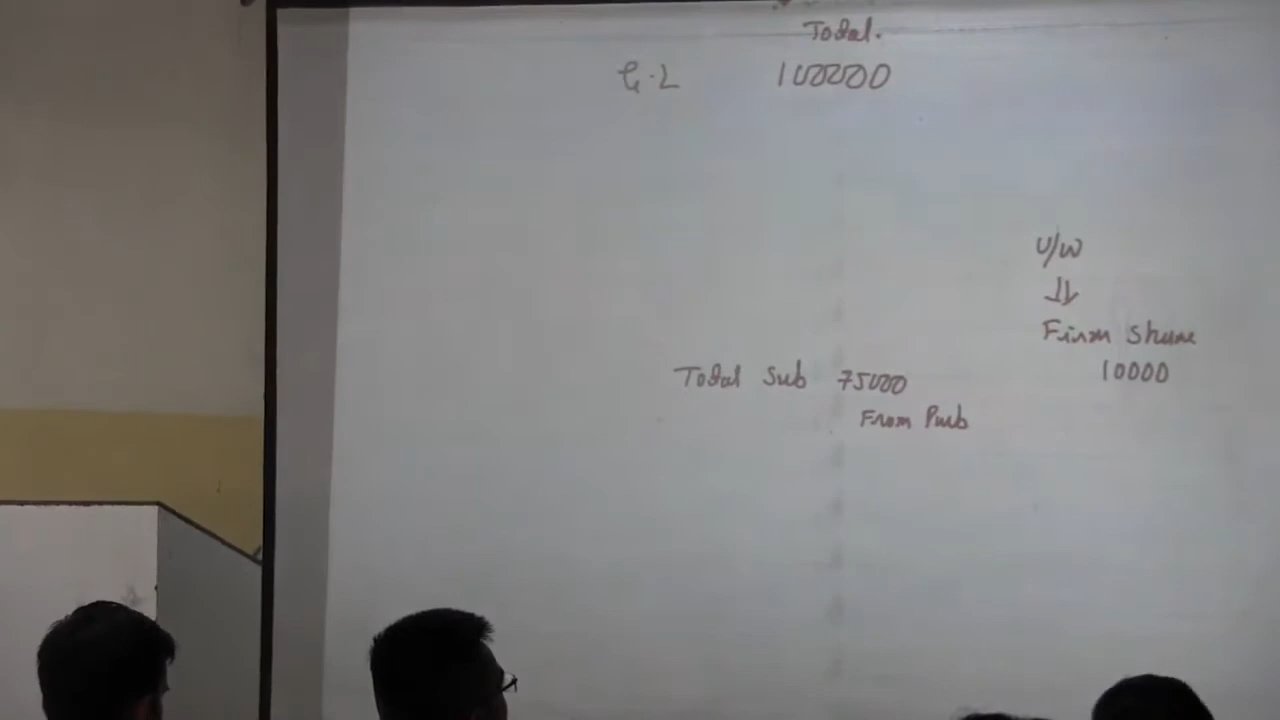 Total.
G.L 100000
U/W
Firm Share
10000
Total Sub 75000
From Pub